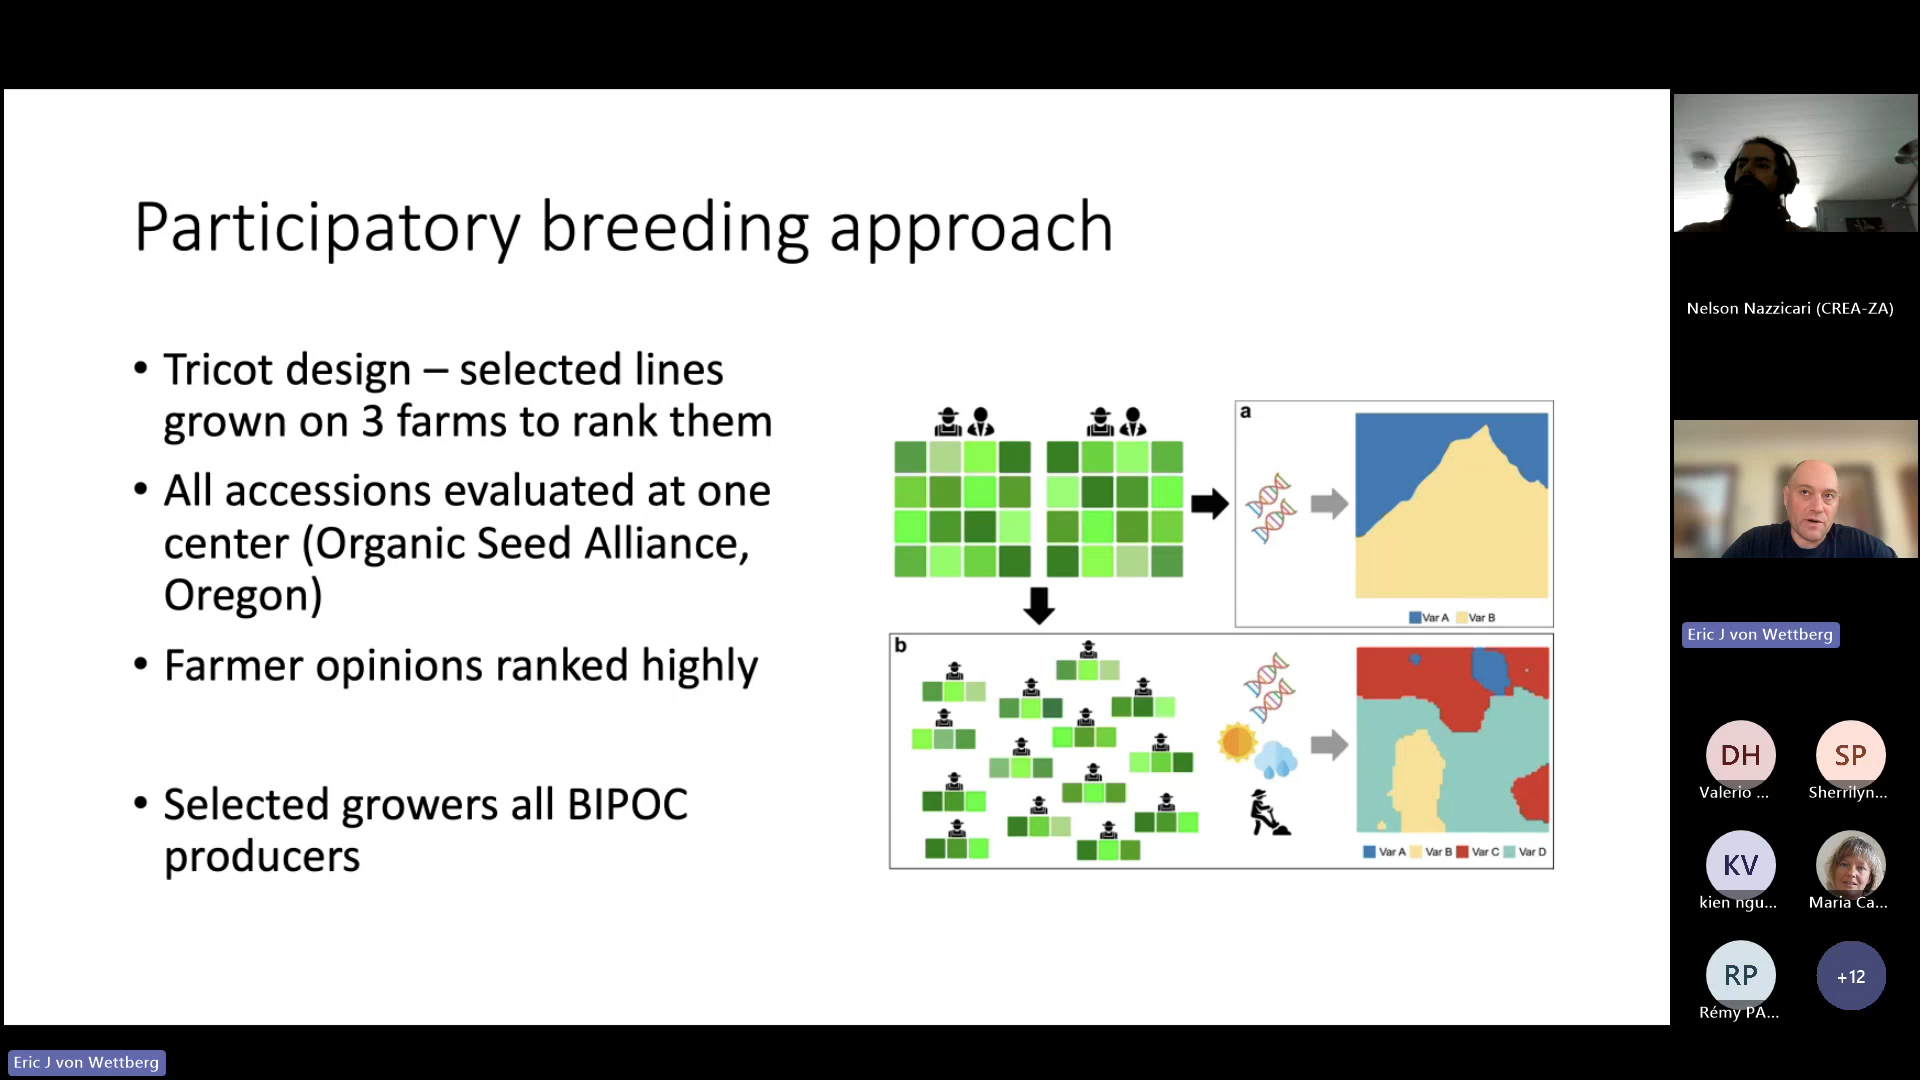 Participatory breeding approach
• Tricot design – selected lines
grown on 3 farms to rank them
• All accessions evaluated at one
center (Organic Seed Alliance,
Oregon)
• Farmer opinions ranked highly
• Selected growers all BIPOC
producers
a
Var A Var B
b
Var A Var B Var C Var D
Nelson Nazzicari (CREA-ZA)
Eric J von Wettberg
DH
Valerio ...
SP
Sherrilyn...
KV
kien ngu...
Maria Ca...
RP
Rémy PA...
+12
Eric J von Wettberg